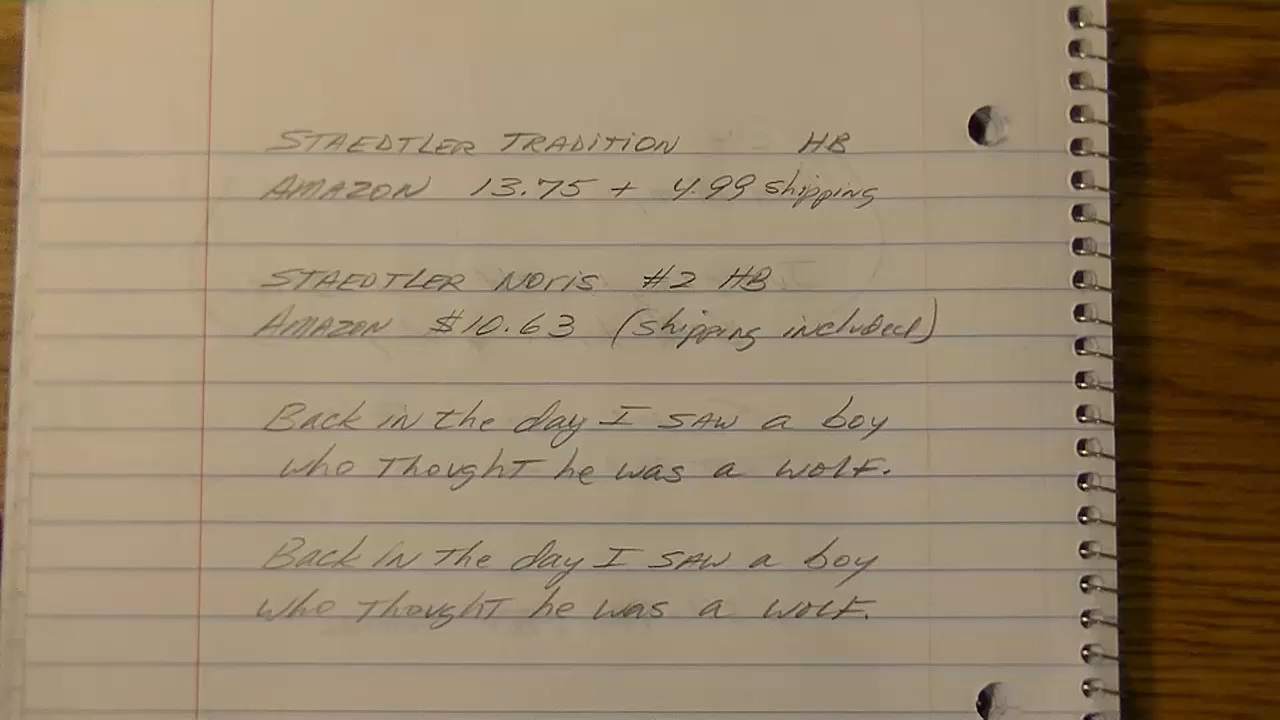 STAEDTLER TRADITION HB
AMAZON 13.75 + 4.99 shipping
STAEDTLER NORIS #2 HB
AMAZON $10.63 (shipping included)
Back in the day I SAW a boy
who Thought he was a WOLF.
Back IN The day I SAW a boy
who Thought he was a WOLF.